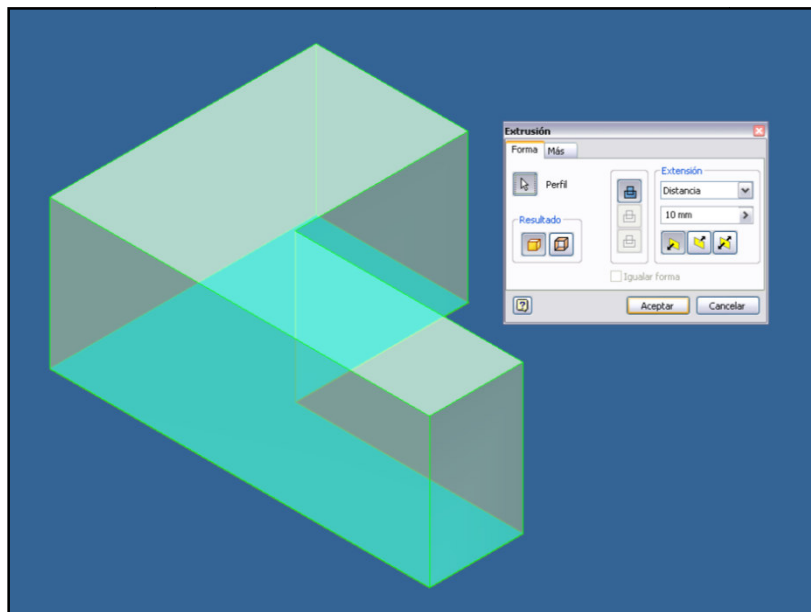 Extrusión
Forma Más
Perfil
Extensión
Distancia
10 mm
Resultado
Igualar forma
Aceptar Cancelar